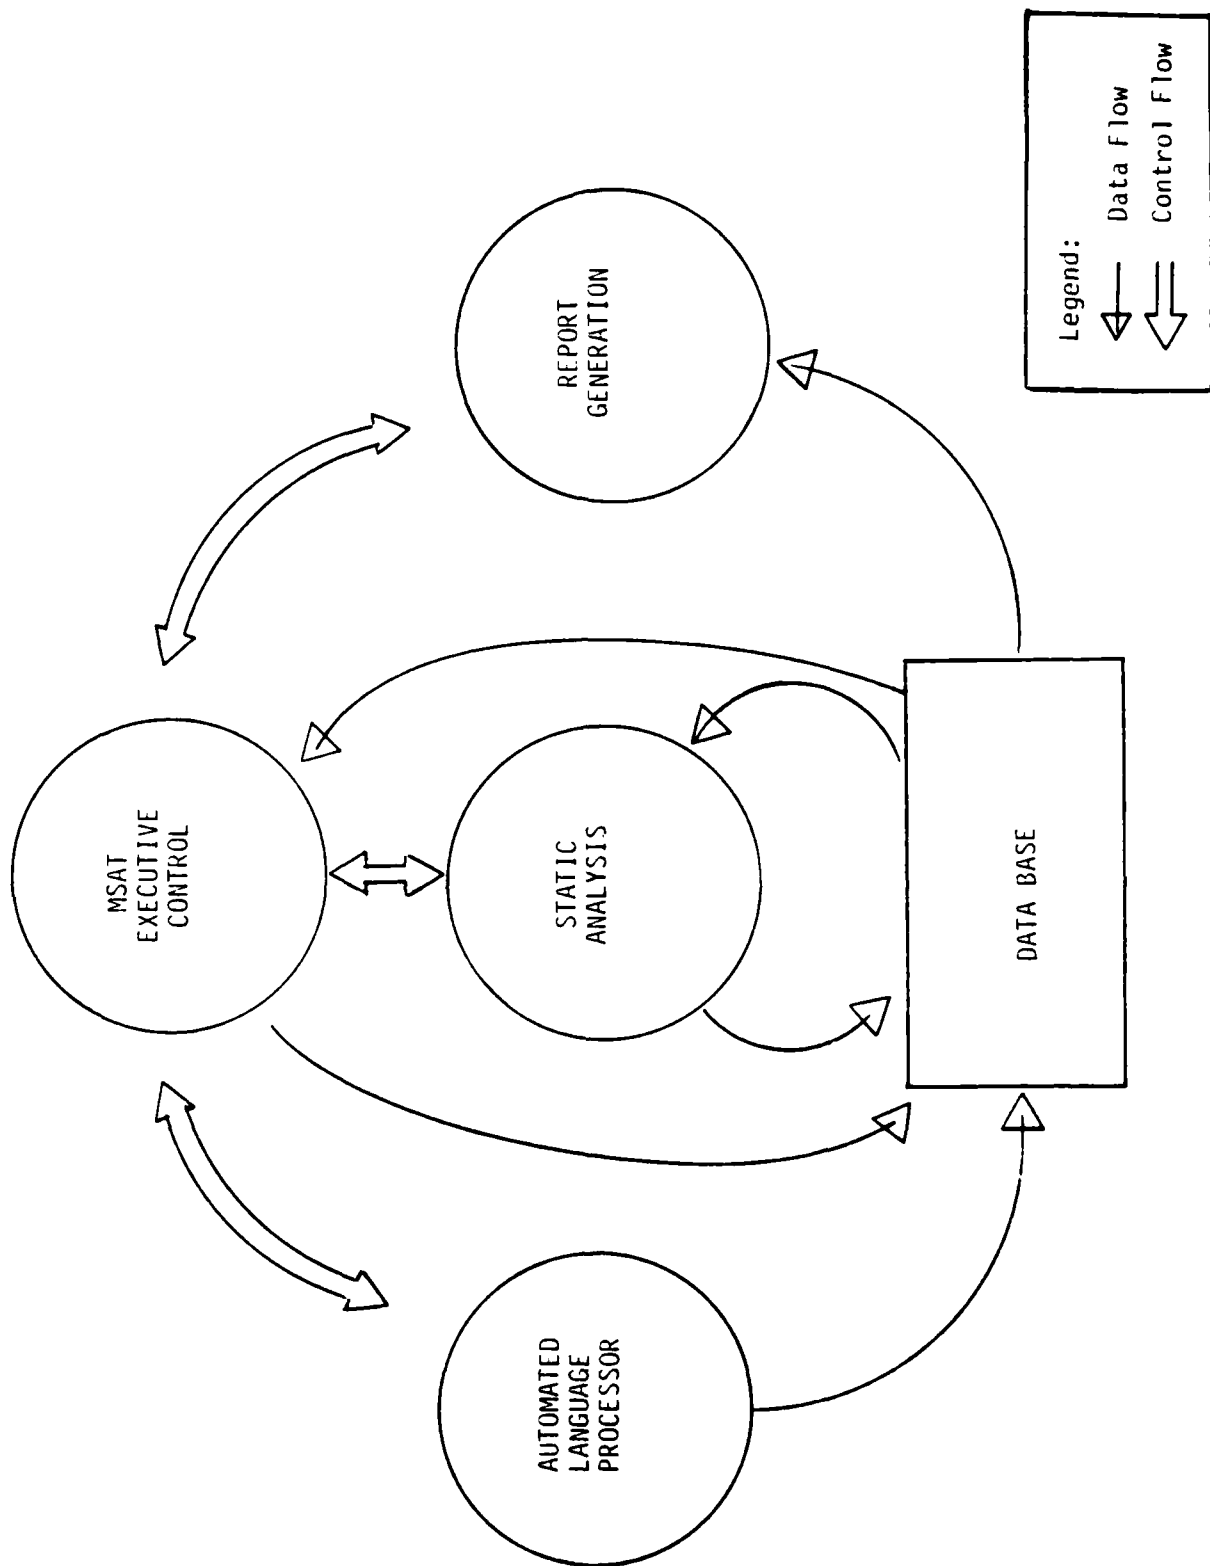 MSAT
EXECUTIVE
CONTROL
AUTOMATED
LANGUAGE
PROCESSOR
STATIC
ANALYSIS
REPORT
GENERATION
DATA BASE
Legend:
Data Flow
Control Flow